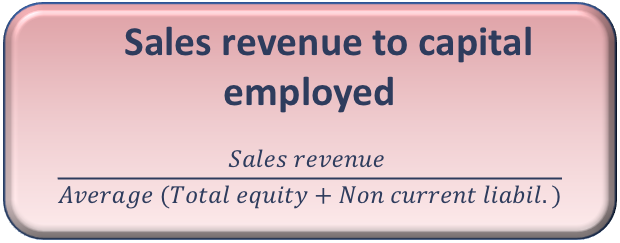 Sales revenue to capital
employed
Sales revenue
Average (Total equity + Non current liabil.)